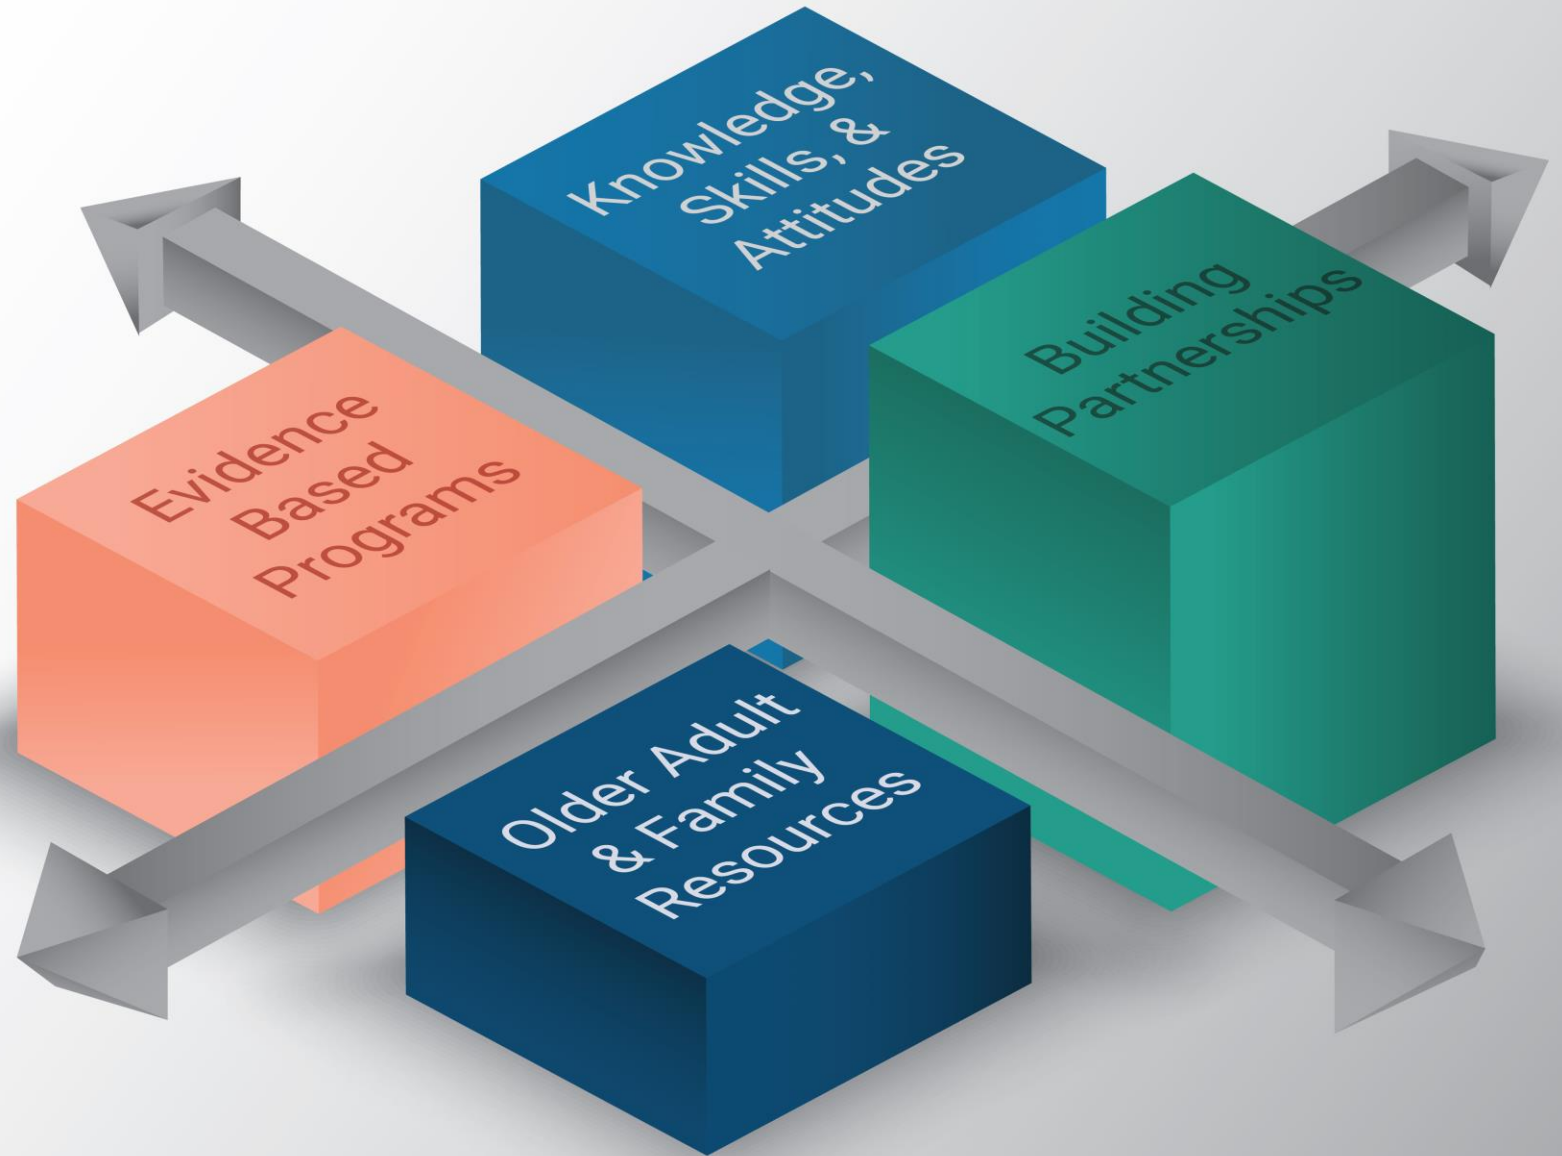 Knowledge,
Skills, &
Attitudes
Building
Partnerships
Evidence
Based
Programs
Older Adult
& Family
Resources